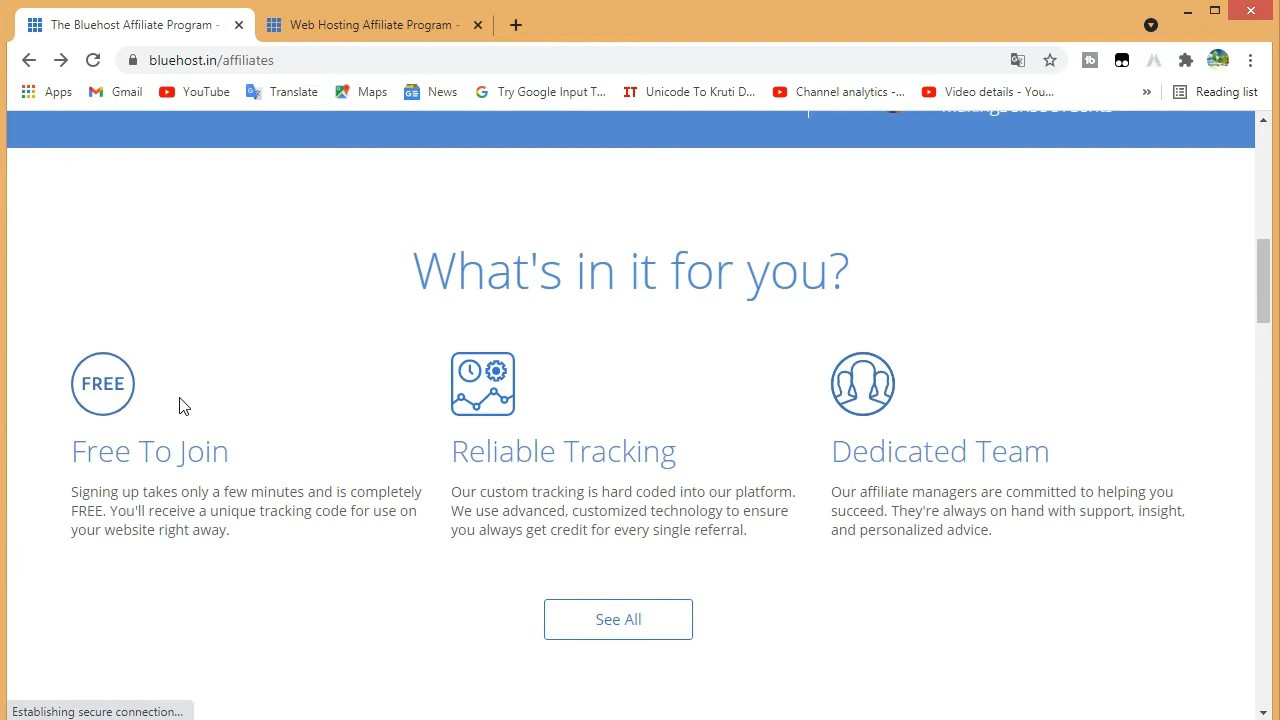 The Bluehost Affiliate Program -
Web Hosting Affiliate Program -
bluehost.in/affiliates
Apps
Gmail
YouTube
Translate
Maps
News
Try Google Input T...
Unicode To Kruti D...
Channel analytics -...
Video details - You...
»
Reading list
What's in it for you?
FREE
Free To Join
Signing up takes only a few minutes and is completely
FREE. You'll receive a unique tracking code for use on
your website right away.
Reliable Tracking
Our custom tracking is hard coded into our platform.
We use advanced, customized technology to ensure
you always get credit for every single referral.
Dedicated Team
Our affiliate managers are committed to helping you
succeed. They're always on hand with support, insight,
and personalized advice.
See All
Establishing secure connection...